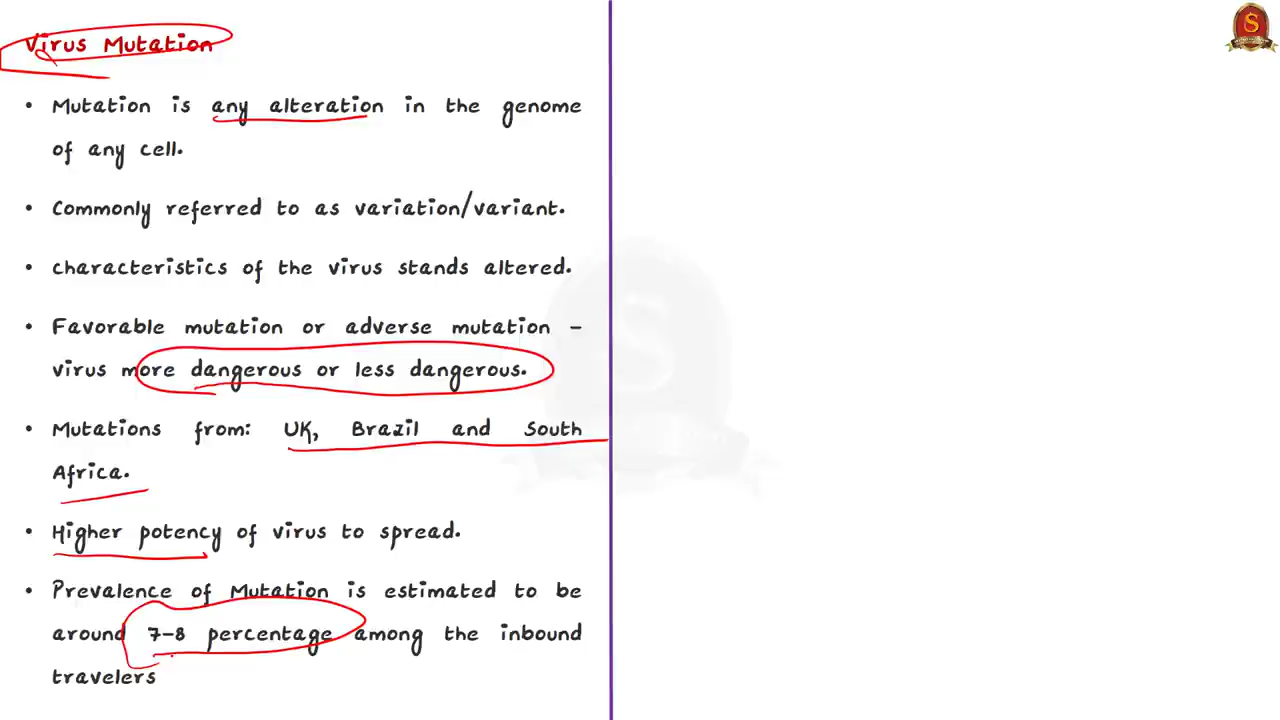 Virus Mutation
• Mutation is any alteration in the genome
of any cell.
• Commonly referred to as variation/variant.
• characteristics of the virus stands altered.
• Favorable mutation or adverse mutation –
virus more dangerous or less dangerous.
• Mutations from: UK, Brazil and South
Africa.
• Higher potency of virus to spread.
• Prevalence of Mutation is estimated to be
around 7-8 percentage among the inbound
travelers
S